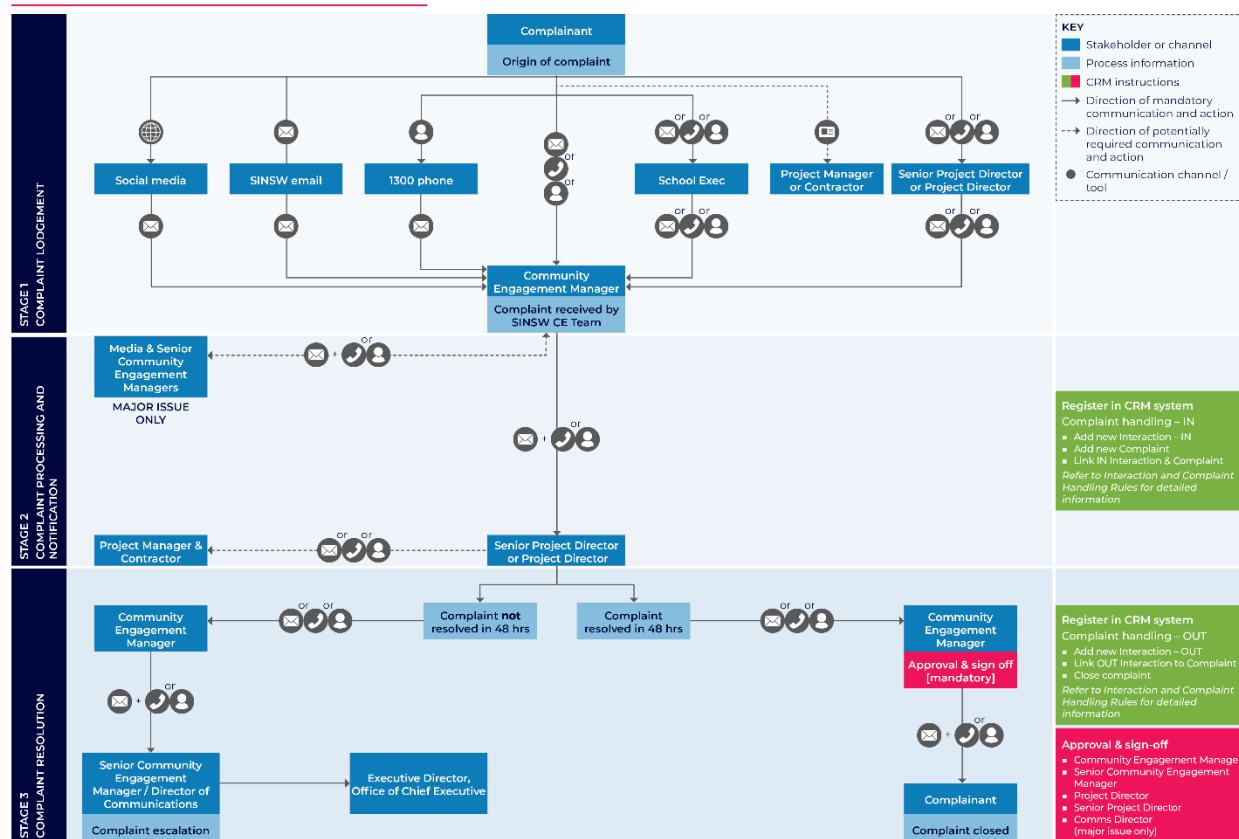 STAGE 1
COMPLAINT LODGEMENT
Complainant
Origin of complaint
or or
or or
Social media
SINSW email
1300 phone
or
or
School Exec
Project Manager
or Contractor
Senior Project Director
or Project Director
or or
or or
Community
Engagement Manager
Complaint received by
SINSW CE Team
KEY
Stakeholder or channel
Process information
CRM instructions
Direction of mandatory
communication and action
Direction of potentially
required communication
and action
Communication channel /
tool
STAGE 2
COMPLAINT PROCESSING AND
NOTIFICATION
Media & Senior
Community
Engagement
Managers
MAJOR ISSUE
ONLY
+ or
+ or
Project Manager &
Contractor
or or
Senior Project Director
or Project Director
Register in CRM system
Complaint handling – IN
▪ Add new Interaction – IN
▪ Add new Complaint
▪ Link IN Interaction & Complaint
Refer to Interaction and Complaint
Handling Rules for detailed
information
STAGE 3
COMPLAINT RESOLUTION
Community
Engagement
Manager
or or
Complaint not
resolved in 48 hrs
Complaint
resolved in 48 hrs
or or
Community
Engagement
Manager
Approval & sign off
[mandatory]
+ or
+ or
Senior Community
Engagement
Manager / Director of
Communications
Complaint escalation
Executive Director,
Office of Chief Executive
Complainant
Complaint closed
Register in CRM system
Complaint handling – OUT
▪ Add new Interaction – OUT
▪ Link OUT Interaction to Complaint
▪ Close complaint
Refer to Interaction and Complaint
Handling Rules for detailed
information
Approval & sign-off
▪ Community Engagement Manage
▪ Senior Community Engagement
Manager
▪ Project Director
▪ Senior Project Director
▪ Comms Director
(major issue only)